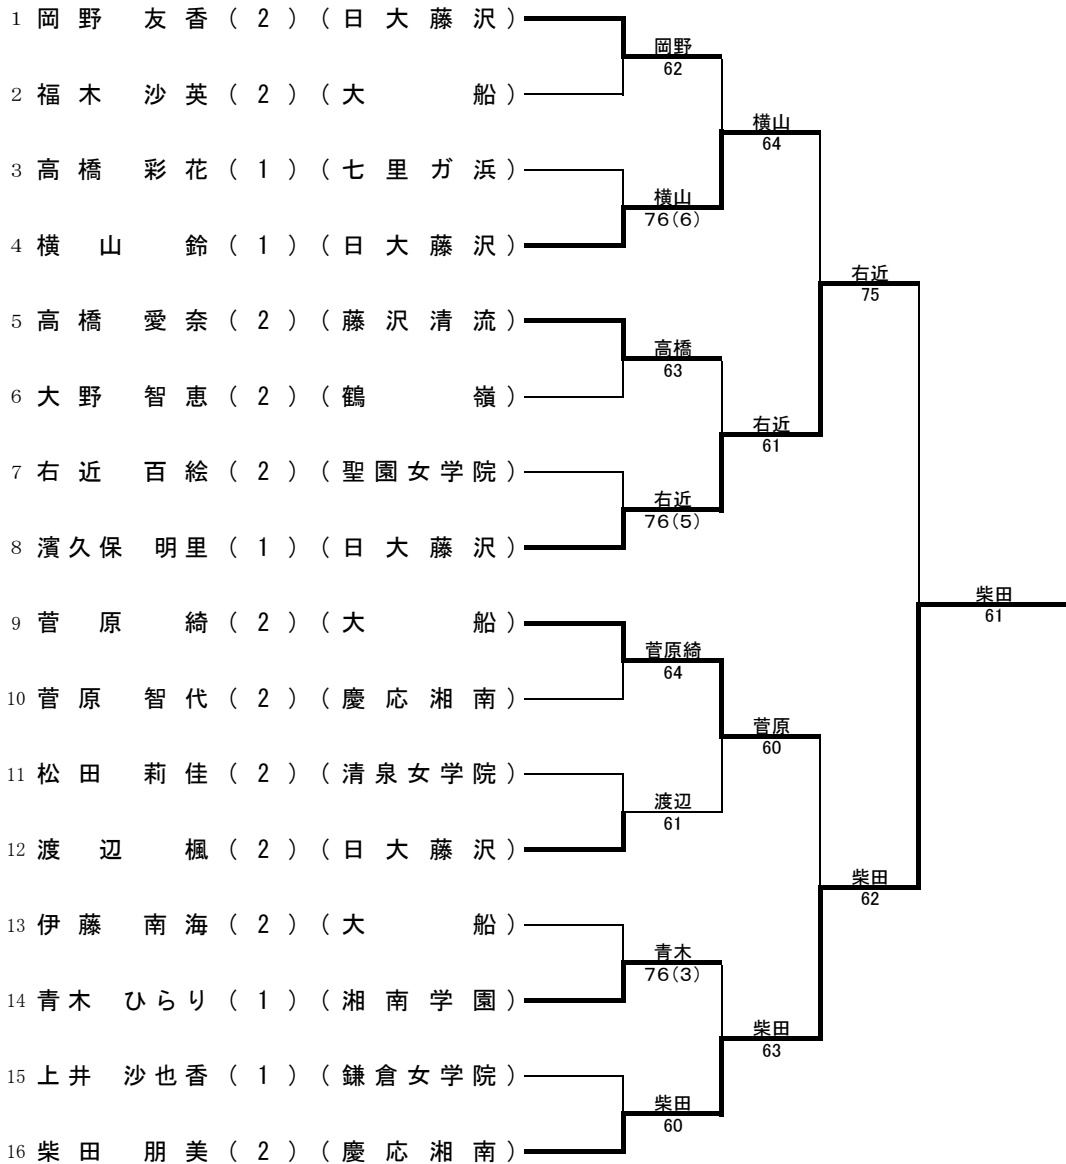 1 岡野 友香 (2) (日大藤沢)
岡野
62
2 福木 沙英 (2) (大船)
横山
64
3 高橋 彩花 (1) (七里ガ浜)
横山
76(6)
4 横山 鈴 (1) (日大藤沢)
右近
75
5 高橋 愛奈 (2) (藤沢清流)
高橋
63
6 大野 智恵 (2) (鶴嶺)
右近
61
7 右近 百絵 (2) (聖園女学院)
右近
76(5)
8 濱久保 明里 (1) (日大藤沢)
柴田
61
9 菅原 綺 (2) (大船)
菅原綺
64
10 菅原 智代 (2) (慶応湘南)
菅原
60
11 松田 莉佳 (2) (清泉女学院)
渡辺
61
12 渡辺 楓 (2) (日大藤沢)
柴田
62
13 伊藤 南海 (2) (大船)
青木
76(3)
14 青木 ひらり (1) (湘南学園)
柴田
63
15 上井 沙也香 (1) (鎌倉女学院)
柴田
60
16 柴田 朋美 (2) (慶応湘南)